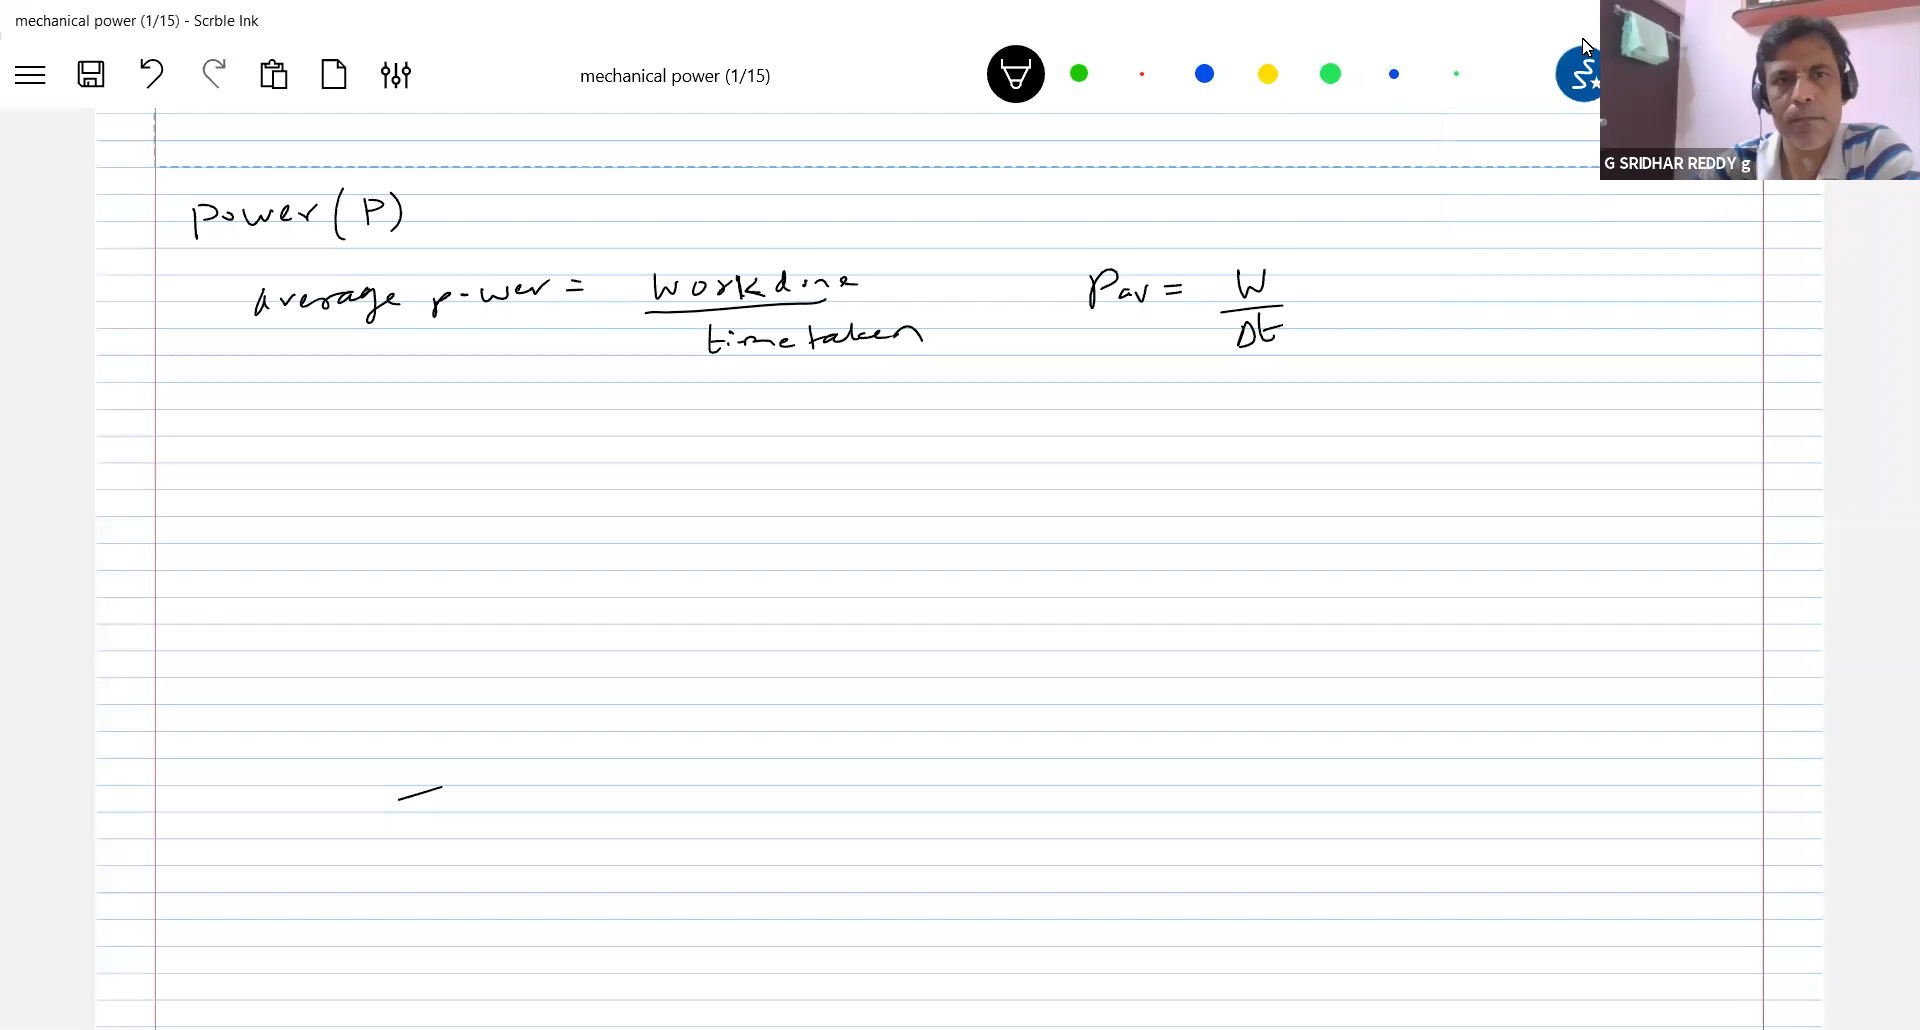 mechanical power (1/15) - Scrble Ink
mechanical power (1/15)
G SRIDHAR REDDY g
power (P)
average power = work done / time taken    Pav = W / Δt